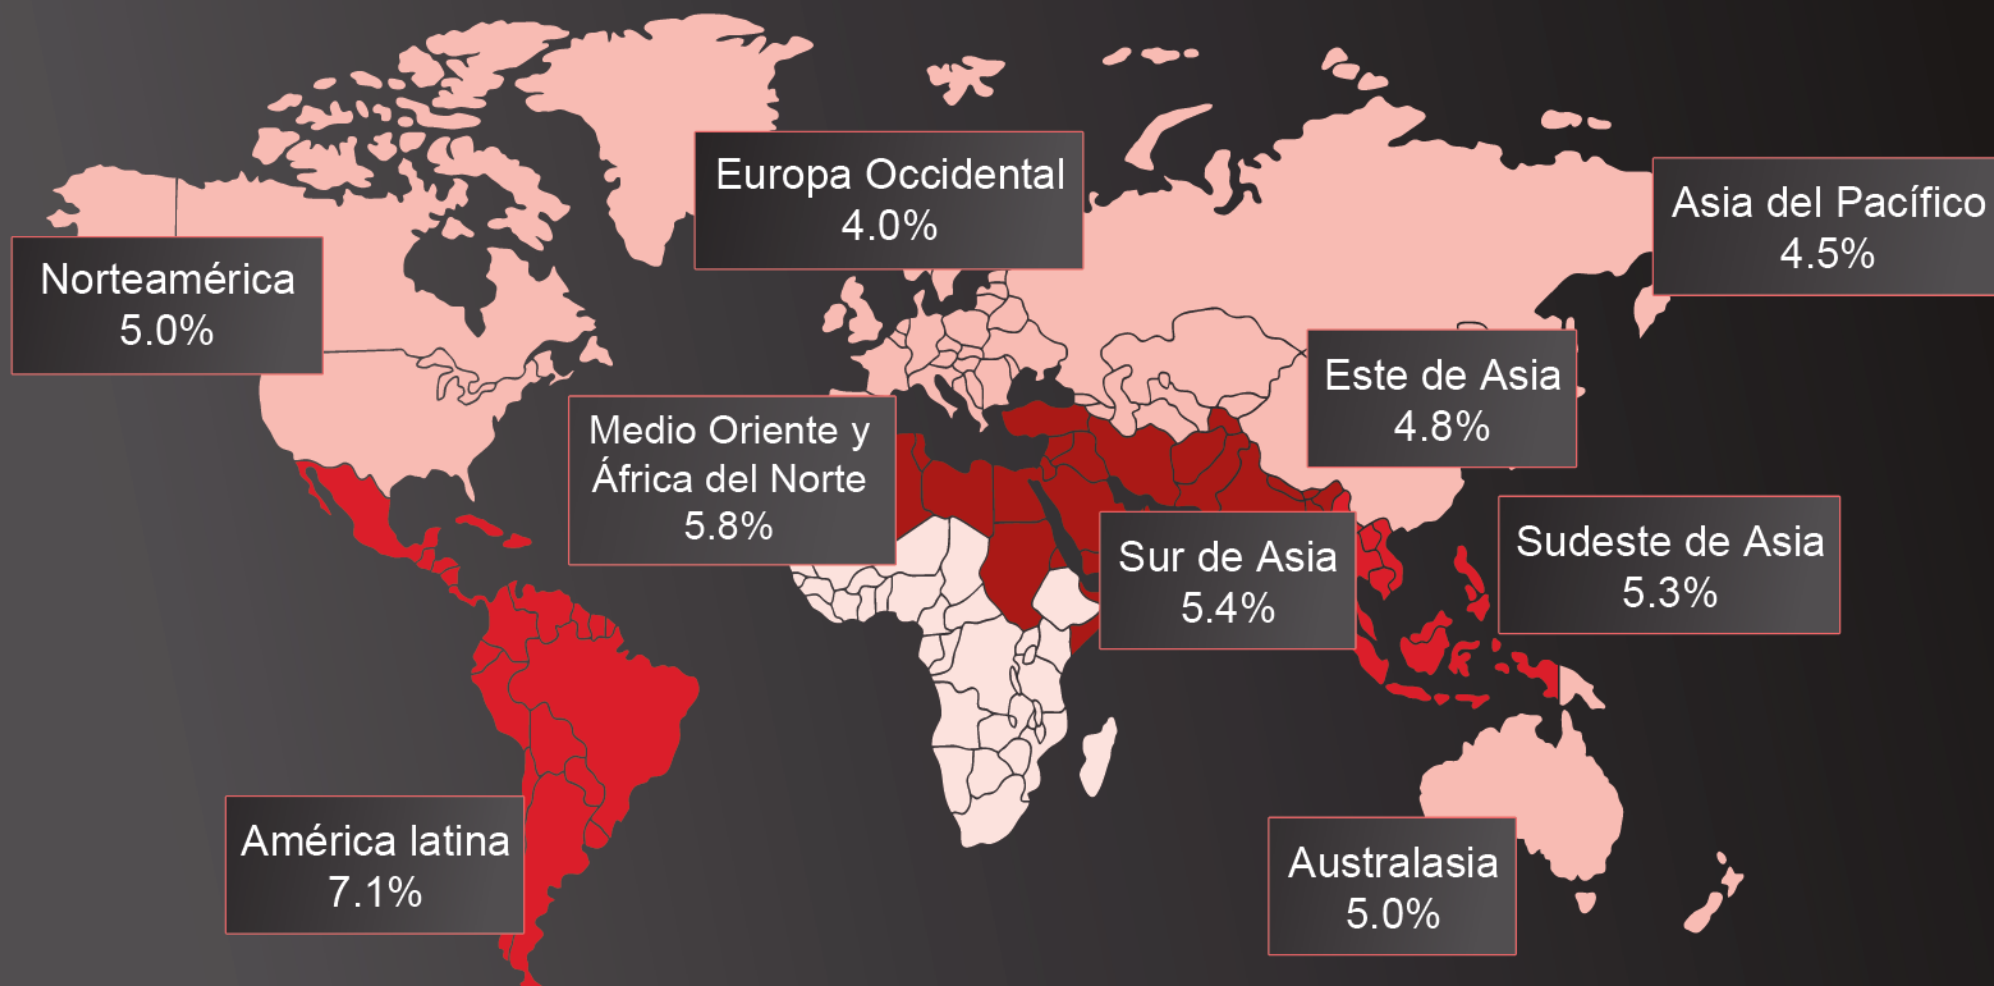 Europa Occidental
4.0%
Asia del Pacífico
4.5%
Norteamérica
5.0%
Este de Asia
4.8%
Medio Oriente y
África del Norte
5.8%
Sur de Asia
5.4%
Sudeste de Asia
5.3%
América latina
7.1%
Australasia
5.0%